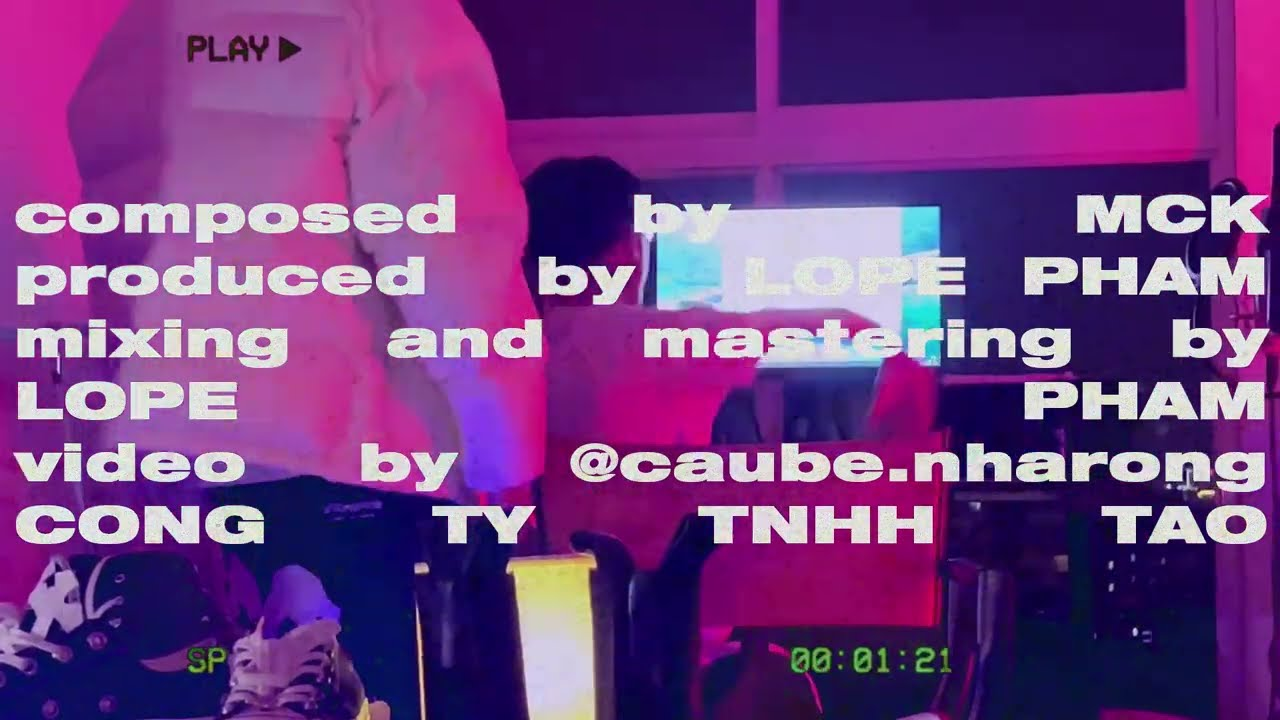 PLAY ▶
composed by MCK
produced by LOPE PHAM
mixing and mastering by
LOPE PHAM
video by @caube.nharong
CONG TY TNHH TAO
SP 00:01:21